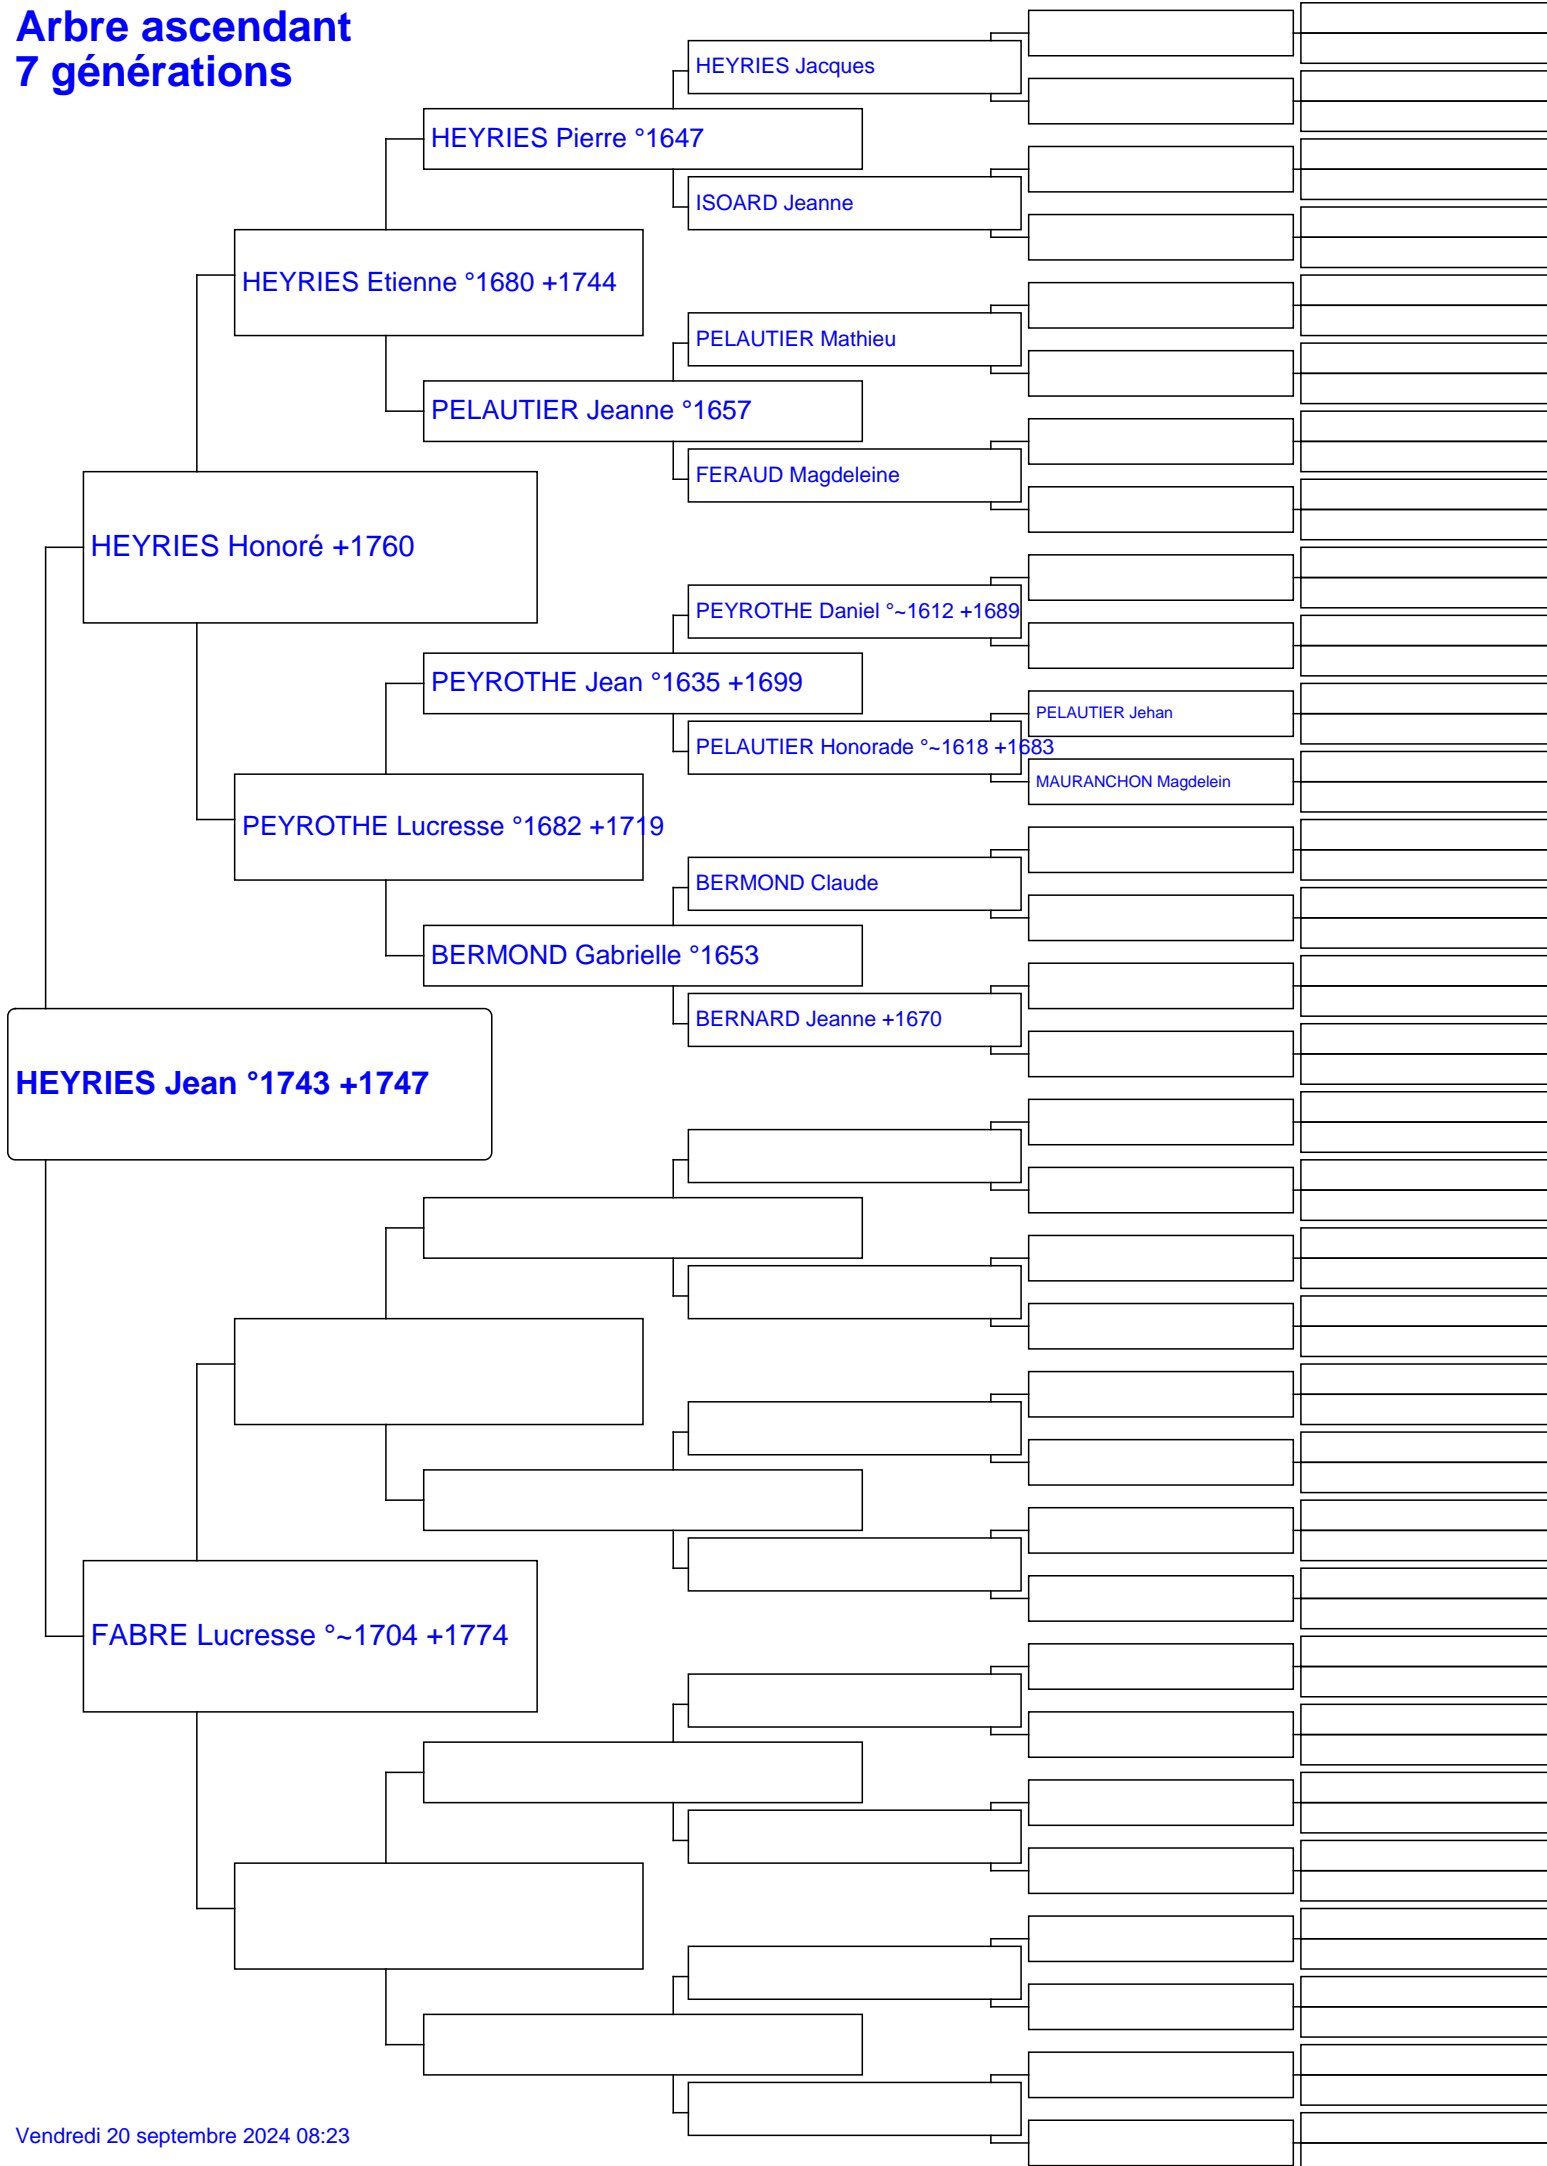 Arbre ascendant
7 générations
HEYRIES Jacques
HEYRIES Pierre °1647
ISOARD Jeanne
HEYRIES Etienne °1680 +1744
PELAUTIER Mathieu
PELAUTIER Jeanne °1657
FERAUD Magdeleine
HEYRIES Honoré +1760
PEYROTHE Daniel °~1612 +1689
PEYROTHE Jean °1635 +1699
PELAUTIER Jehan
PELAUTIER Honorade °~1618 +1683
MAURANCHON Magdelein
PEYROTHE Lucresse °1682 +1719
BERMOND Claude
BERMOND Gabrielle °1653
BERNARD Jeanne +1670
HEYRIES Jean °1743 +1747
FABRE Lucresse °~1704 +1774
Vendredi 20 septembre 2024 08:23